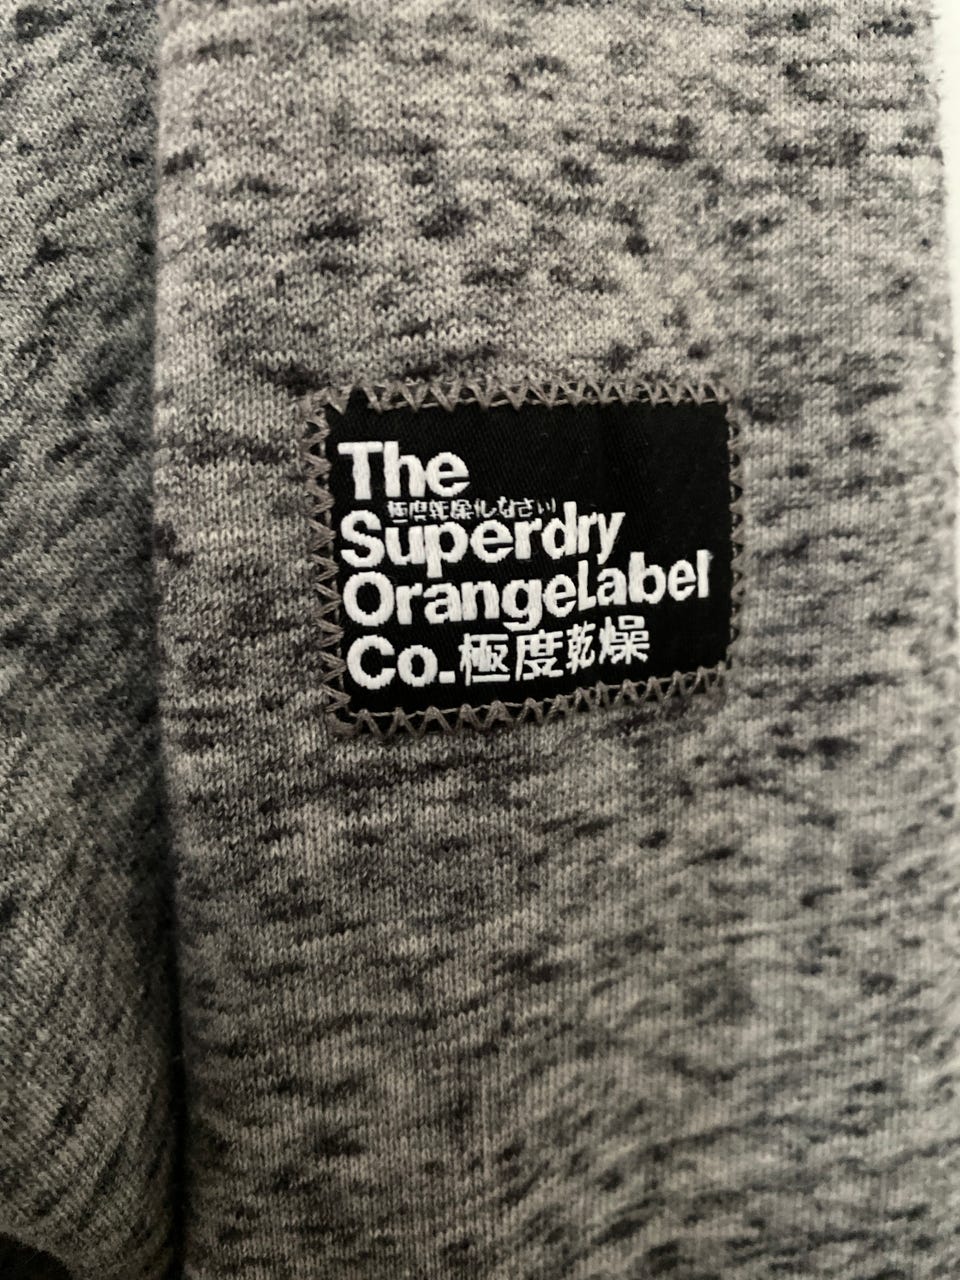 The
極度乾燥(しなさい)
Superdry
OrangeLabel
Co.極度乾燥